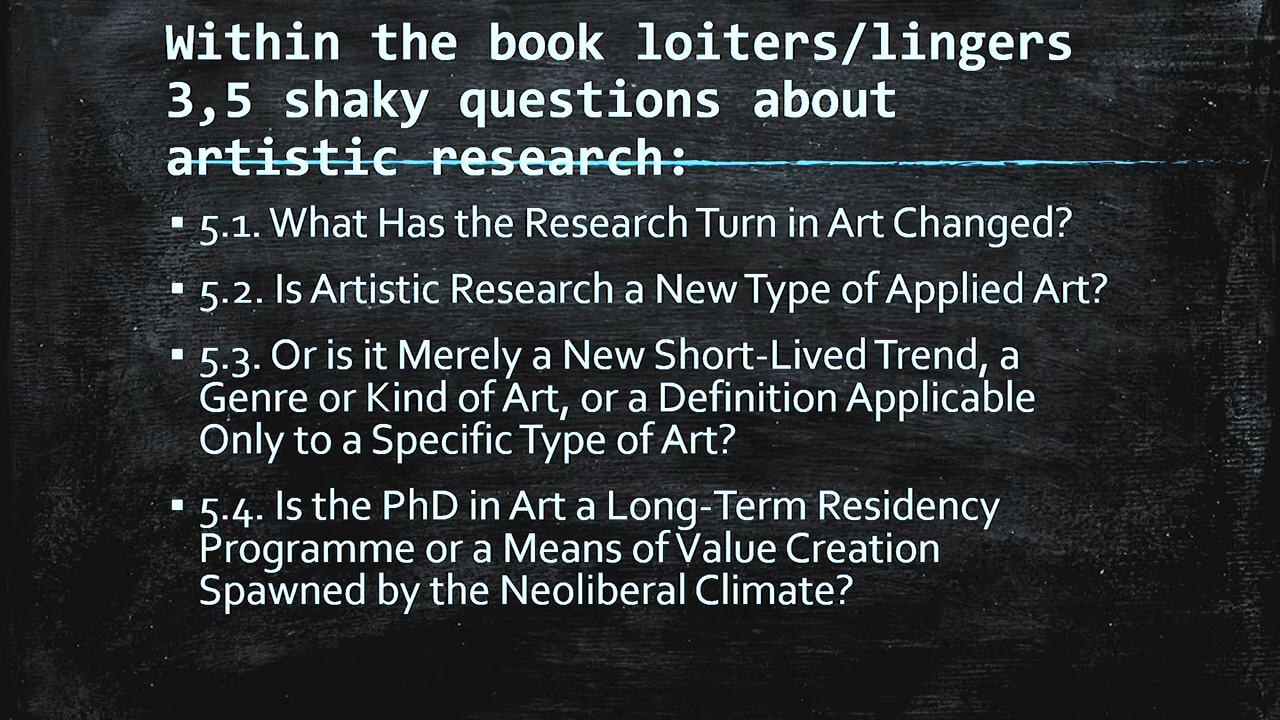 Within the book loiters/lingers
3,5 shaky questions about
artistic research:
▪ 5.1. What Has the Research Turn in Art Changed?
▪ 5.2. Is Artistic Research a New Type of Applied Art?
▪ 5.3. Or is it Merely a New Short-Lived Trend, a
Genre or Kind of Art, or a Definition Applicable
Only to a Specific Type of Art?
▪ 5.4. Is the PhD in Art a Long-Term Residency
Programme or a Means of Value Creation
Spawned by the Neoliberal Climate?